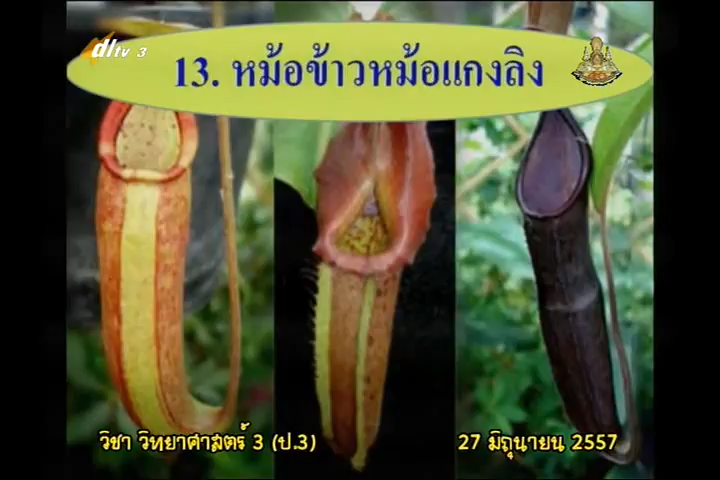 dltv 3
13. หม้อข้าวหม้อแกงลิง
วิชา วิทยาศาสตร์ 3 (ป.3)
27 มิถุนายน 2557